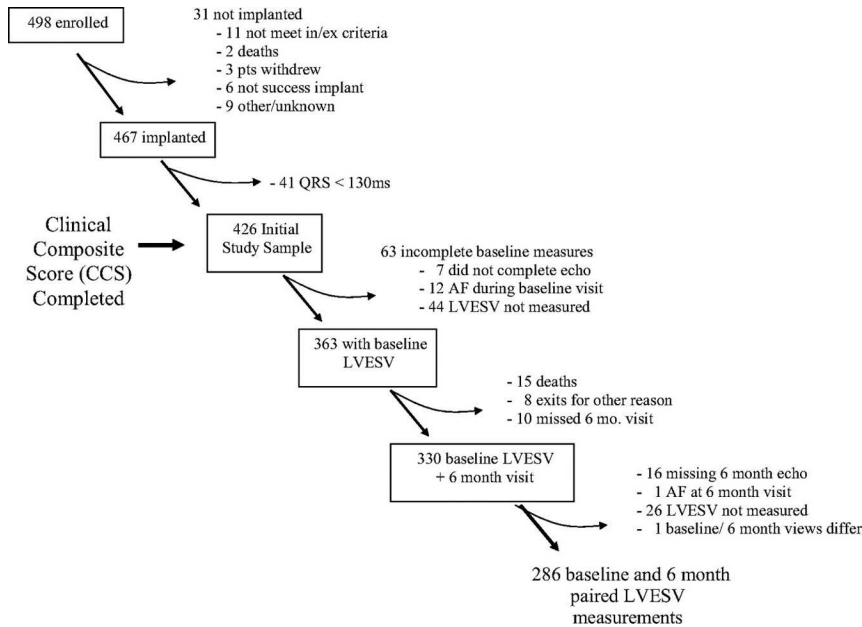 498 enrolled
31 not implanted
- 11 not meet in/ex criteria
- 2 deaths
- 3 pts withdrew
- 6 not success implant
- 9 other/unknown
467 implanted
- 41 QRS < 130ms
Clinical
Composite
Score (CCS)
Completed
426 Initial
Study Sample
63 incomplete baseline measures
- 7 did not complete echo
- 12 AF during baseline visit
- 44 LVESV not measured
363 with baseline
LVESV
- 15 deaths
- 8 exits for other reason
- 10 missed 6 mo. visit
330 baseline LVESV
+ 6 month visit
- 16 missing 6 month echo
- 1 AF at 6 month visit
- 26 LVESV not measured
- 1 baseline/ 6 month views differ
286 baseline and 6 month
paired LVESV
measurements